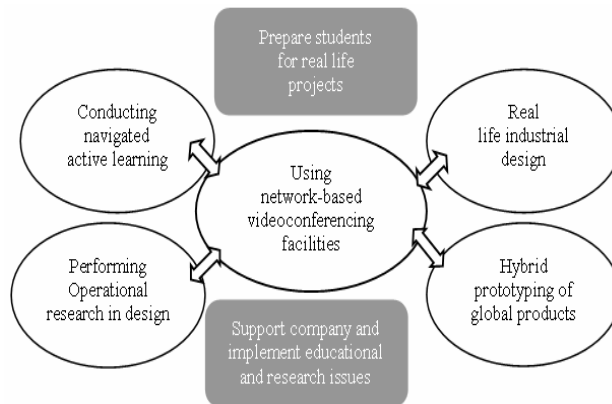 Prepare students
for real life
projects
Conducting
navigated
active learning
Real
life industrial
design
Using
network-based
videoconferencing
facilities
Performing
Operational
research in design
Hybrid
prototyping of
global products
Support company and
implement educational
and research issues